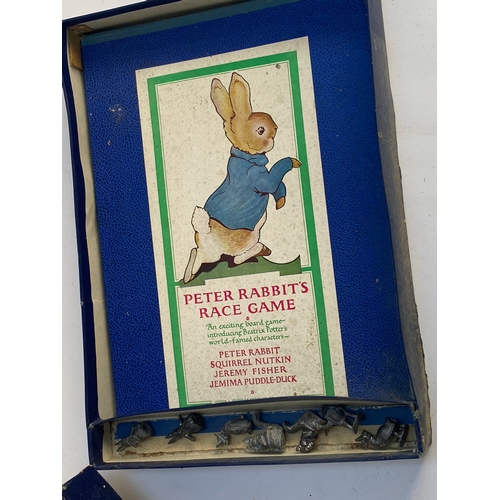 PETER RABBIT'S
RACE GAME
An exciting board game—
introducing Beatrix Potter's
world-famed characters—
PETER RABBIT
SQUIRREL NUTKIN
JEREMY FISHER
JEMIMA PUDDLE-DUCK